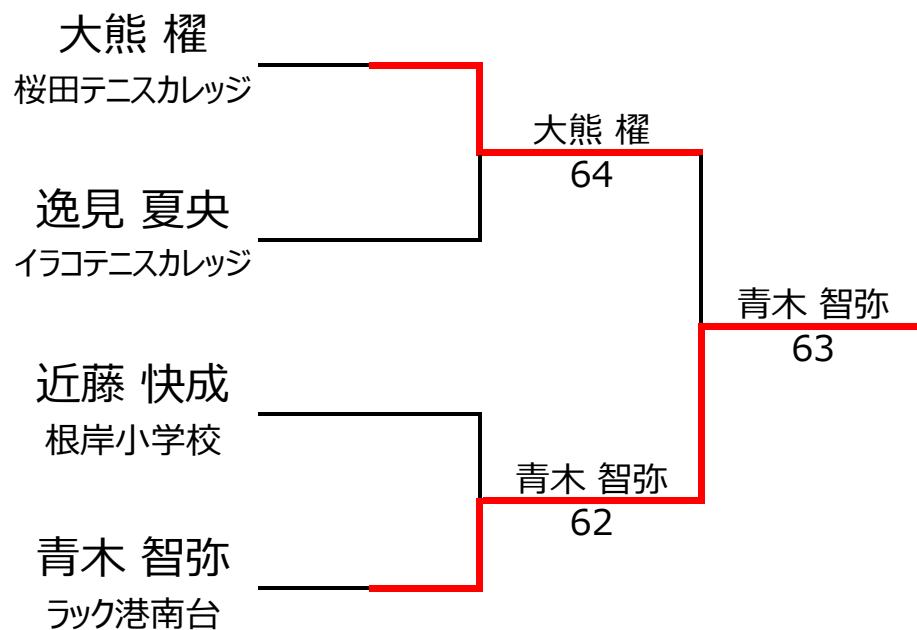 大熊 櫂
桜田テニスカレッジ
大熊 櫂
64
逸見 夏央
イラコテニスカレッジ
青木 智弥
63
近藤 快成
根岸小学校
青木 智弥
62
青木 智弥
ラック港南台